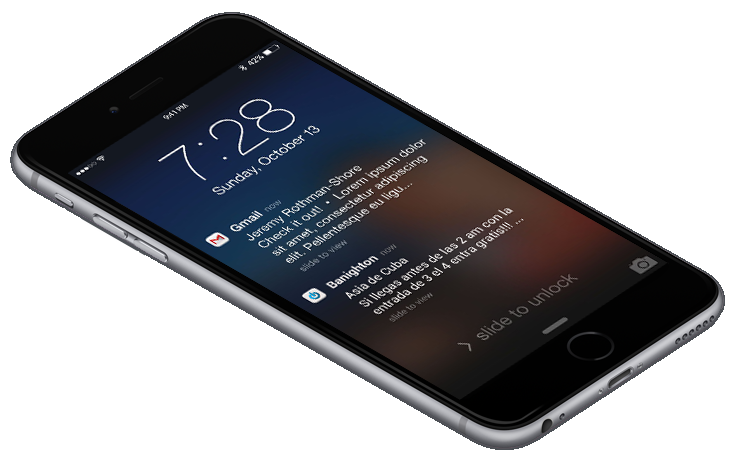 9:41 PM
42%
7:28
Sunday, October 13
Gmail now
Jeremy Rothman-Shore
Check it out! • Lorem ipsum dolor
sit amet, consectetur adipiscing
elit. Pellentesque eu ligu...
slide to view
Banighton now
Asia de Cuba
Si llegas antes de las 2 am con la
entrada de 3 el 4 entra gratis!!! ...
slide to view
> slide to unlock